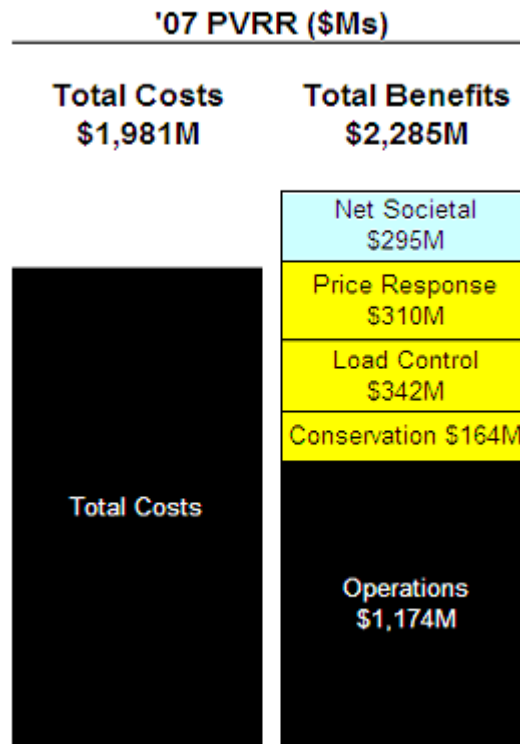 '07 PVRR ($Ms)
Total Costs
$1,981M
Total Benefits
$2,285M
Net Societal
$295M
Price Response
$310M
Load Control
$342M
Conservation $164M
Total Costs
Operations
$1,174M